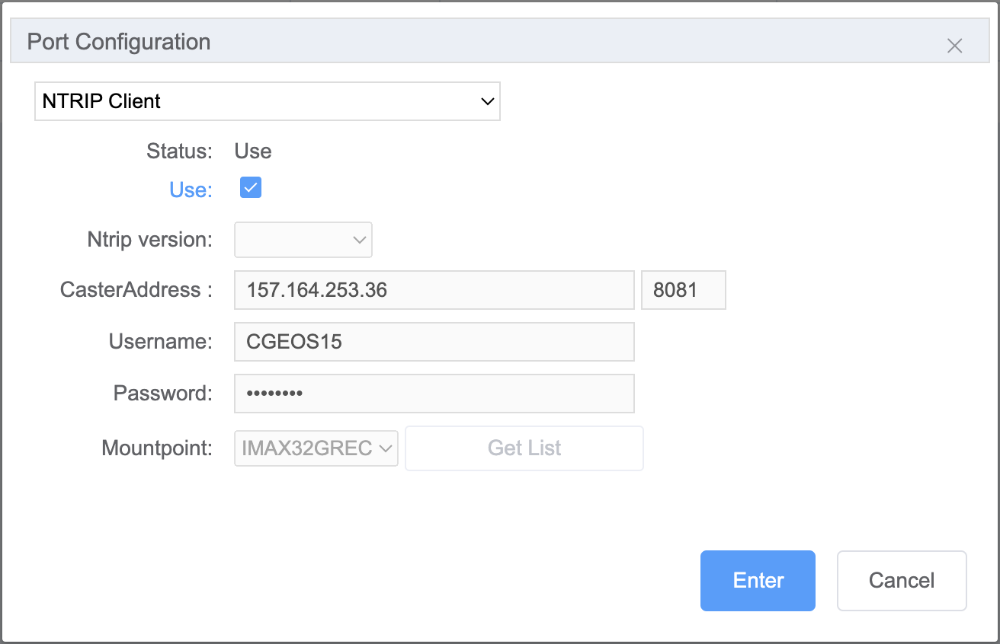 Port Configuration
NTRIP Client
Status: Use
Use:
Ntrip version:
CasterAddress : 157.164.253.36 8081
Username: CGEOS15
Password: ••••••••
Mountpoint: IMAX32GREC Get List
Enter Cancel